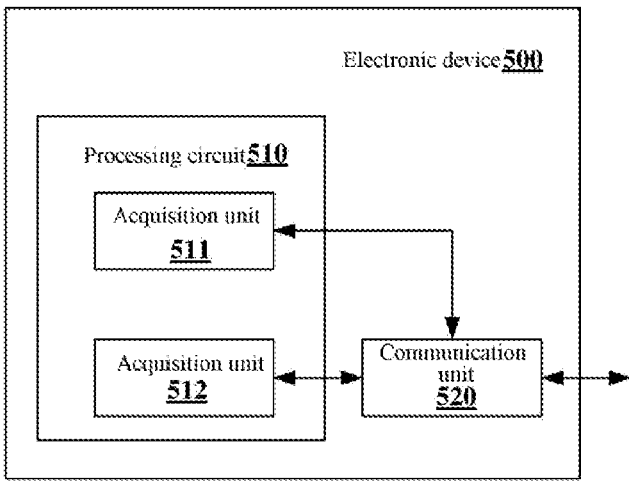 Electronic device 500
Processing circuit 510
Acquisition unit
511
Acquisition unit
512
Communication
unit
520